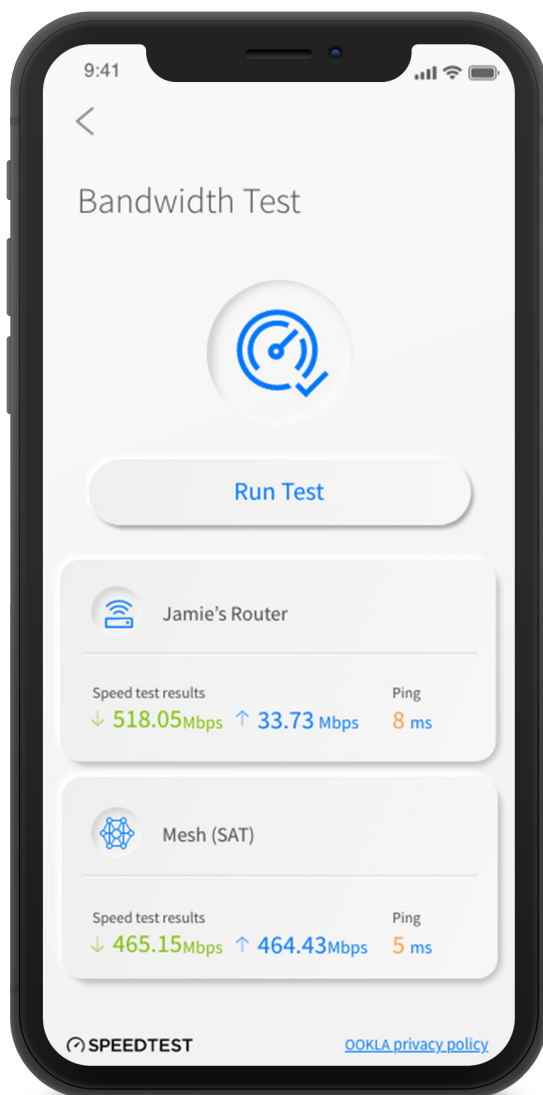 9:41
Bandwidth Test
Run Test
Jamie’s Router
Speed test results Ping
↓ 518.05Mbps ↑ 33.73 Mbps 8 ms
Mesh (SAT)
Speed test results Ping
↓ 465.15Mbps ↑ 464.43Mbps 5 ms
SPEEDTEST OOKLA privacy policy